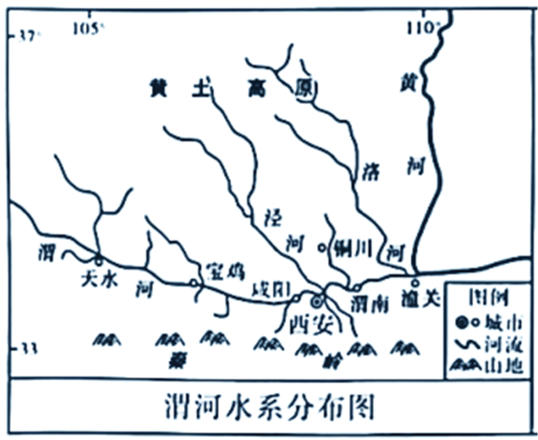 105°
110°
37°
黄土高原
黄
河
洛
泾
河
铜川
河
渭
天水
河
宝鸡
咸阳
西安
渭南
潼关
图例
城市
河流
山地
33
秦
岭
渭河水系分布图